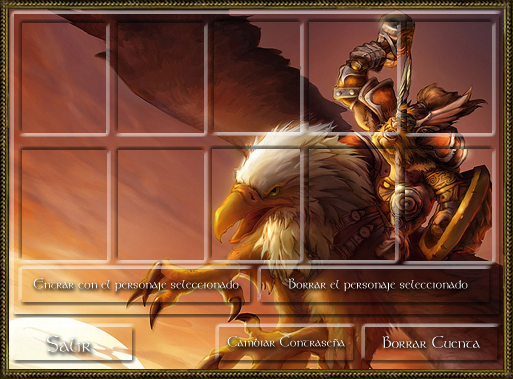 Entrar con el personaje seleccionado
Borrar el personaje seleccionado
Salir
Cambiar Contraseña
Borrar Cuenta